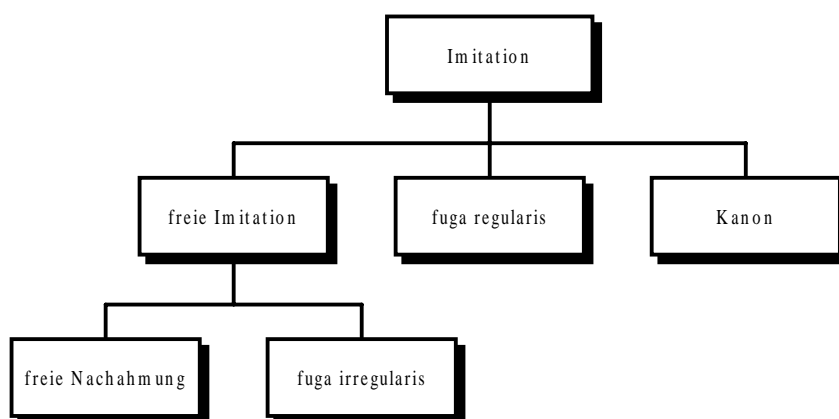 Imitation
freie Imitation
fuga regularis
Kanon
freie Nachahmung
fuga irregularis